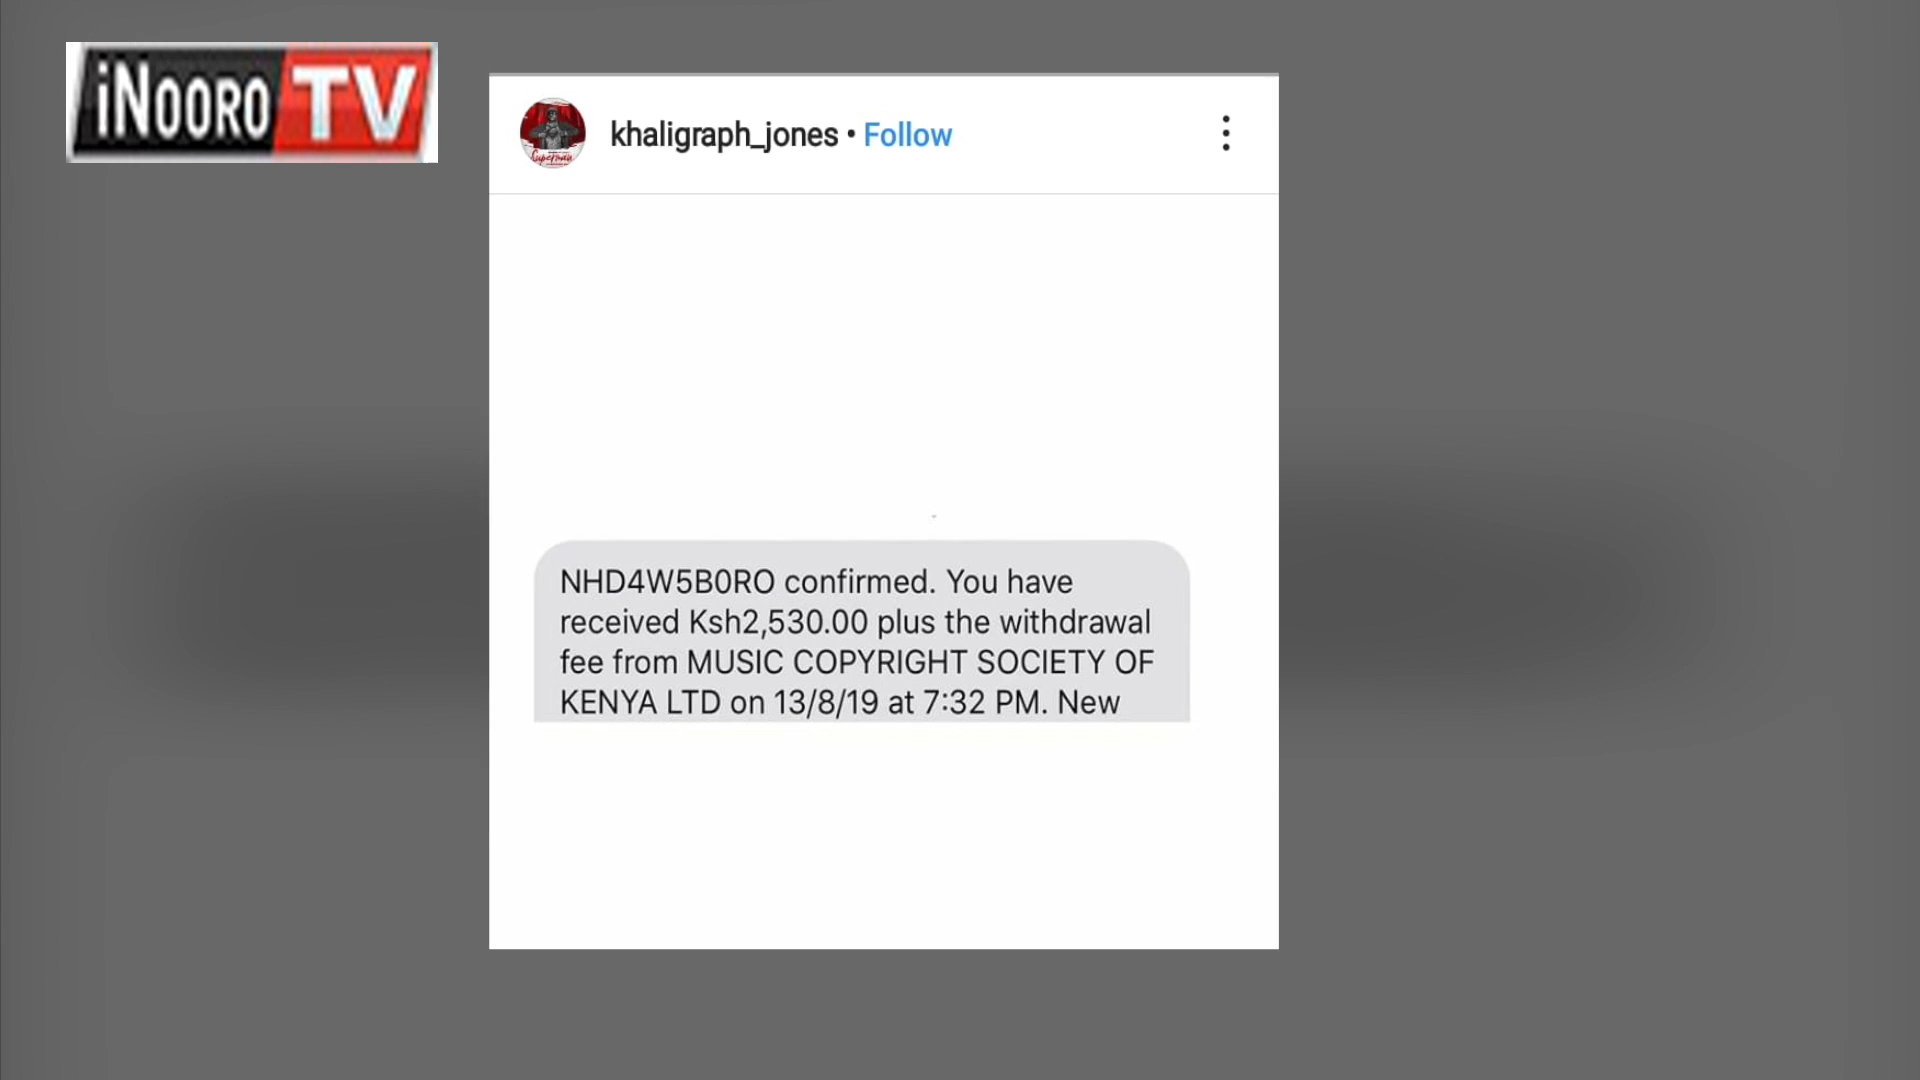 iNOORO TV
khaligraph_jones • Follow
Superman
NHD4W5B0RO confirmed. You have
received Ksh2,530.00 plus the withdrawal
fee from MUSIC COPYRIGHT SOCIETY OF
KENYA LTD on 13/8/19 at 7:32 PM. New